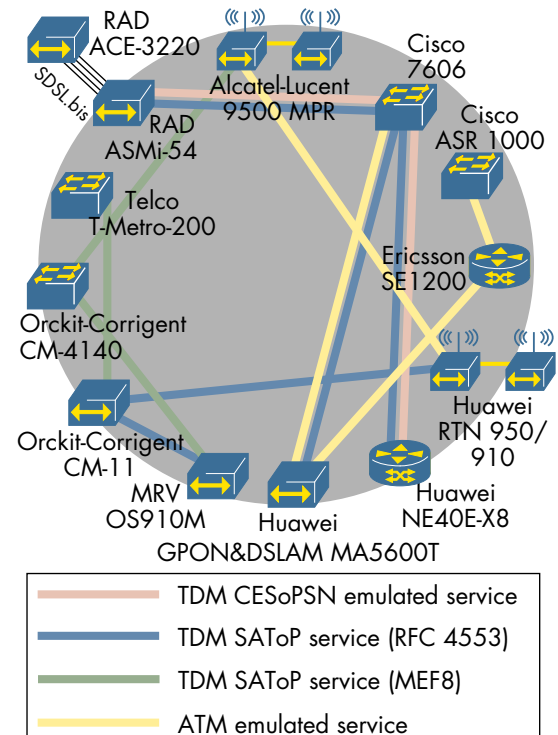 RAD
ACE-3220
SDSL.bis
RAD
ASMi-54
Alcatel-Lucent
9500 MPR
Cisco
7606
Cisco
ASR 1000
Telco
T-Metro-200
Ericsson
SE1200
Orckit-Corrigent
CM-4140
Huawei
RTN 950/
910
Orckit-Corrigent
CM-11
MRV
OS910M
Huawei
GPON&DSLAM MA5600T
Huawei
NE40E-X8
TDM CESoPSN emulated service
TDM SAToP service (RFC 4553)
TDM SAToP service (MEF8)
ATM emulated service